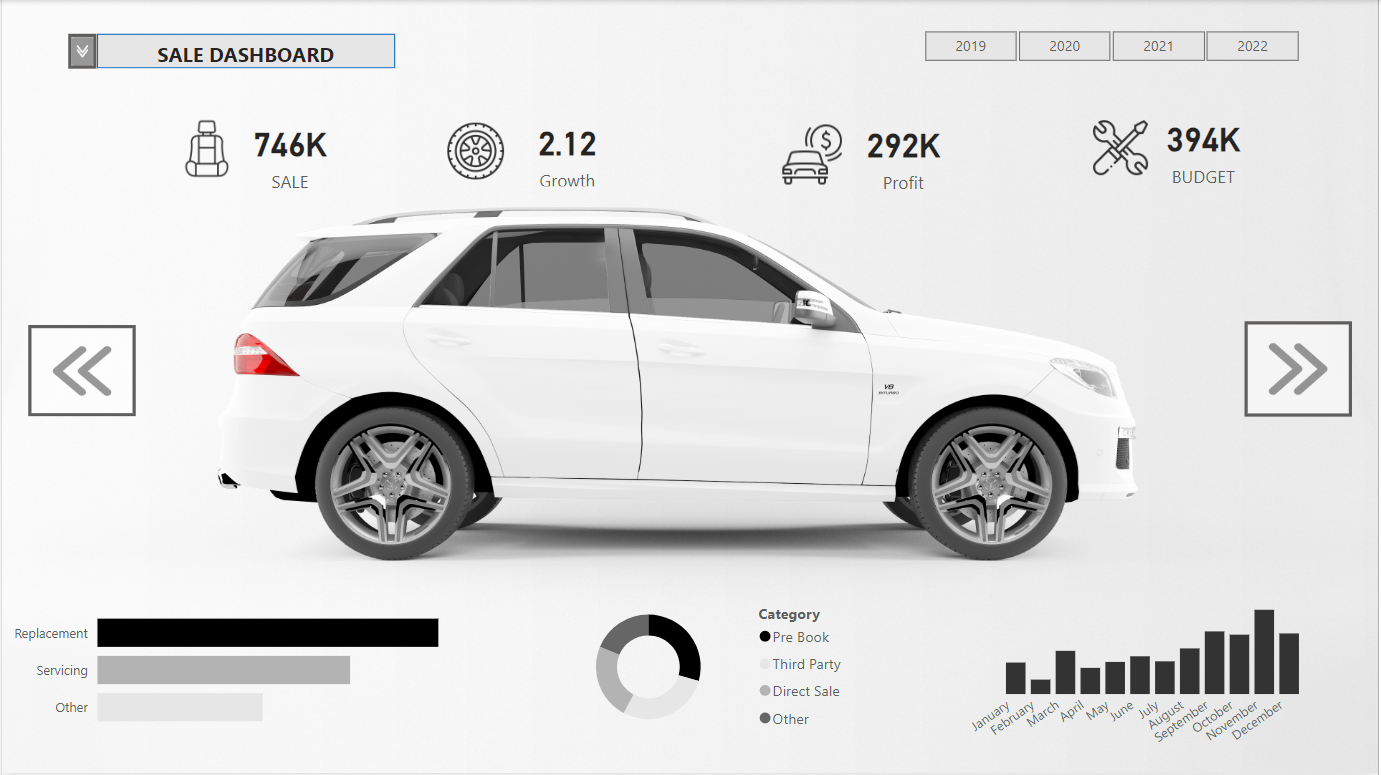 SALE DASHBOARD
2019 2020 2021 2022
746K 2.12 292K 394K
SALE Growth Profit BUDGET
V8
BITURBO
Category
Replacement
Pre Book
Servicing
Third Party
Direct Sale
Other
Other
January February March April May June July August September October November December